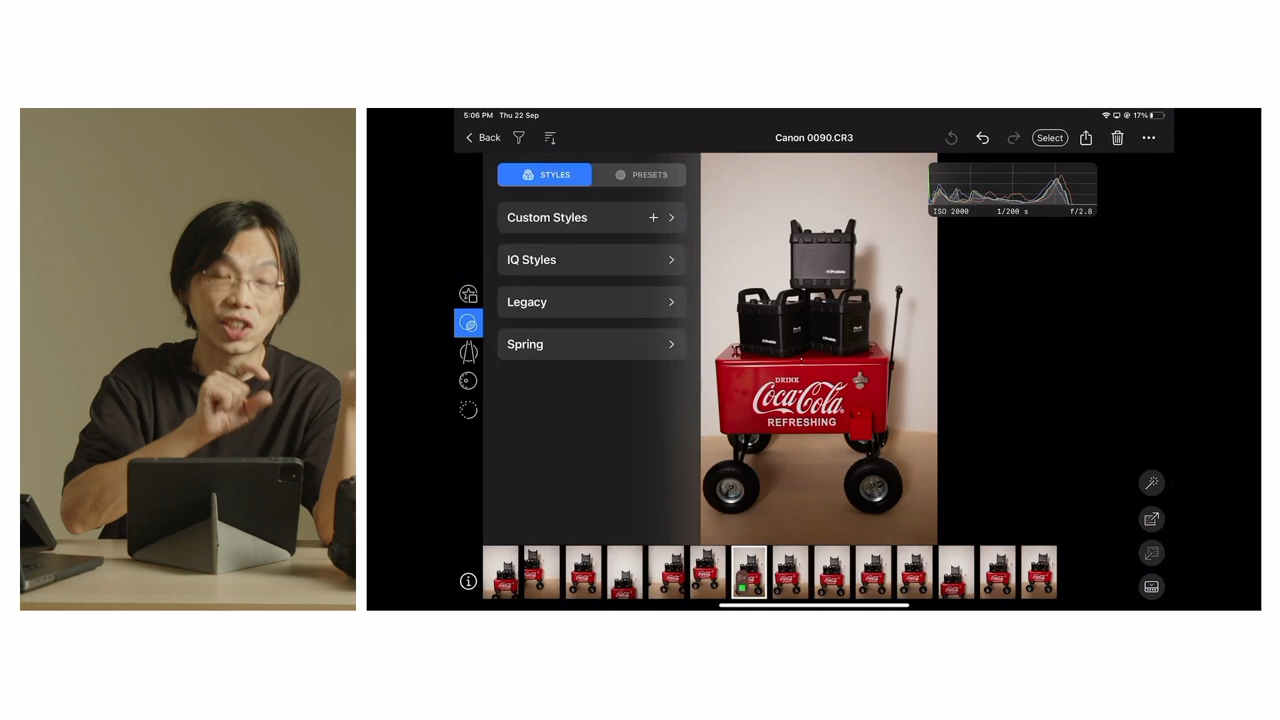 5:06 PM Thu 22 Sep
17%
Back
Canon 0090.CR3
Select
STYLES
PRESETS
ISO 2000 1/200 s f/2.8
Custom Styles
IQ Styles
Legacy
Spring
Profoto
DRINK
Coca-Cola
REFRESHING